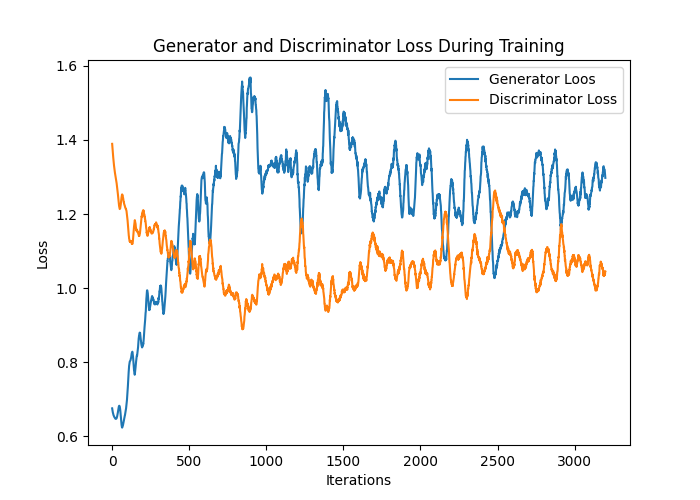 Generator and Discriminator Loss During Training
Generator Loos
Discriminator Loss
1.6
1.4
1.2
1.0
0.8
0.6
Loss
0
500
1000
1500
2000
2500
3000
Iterations